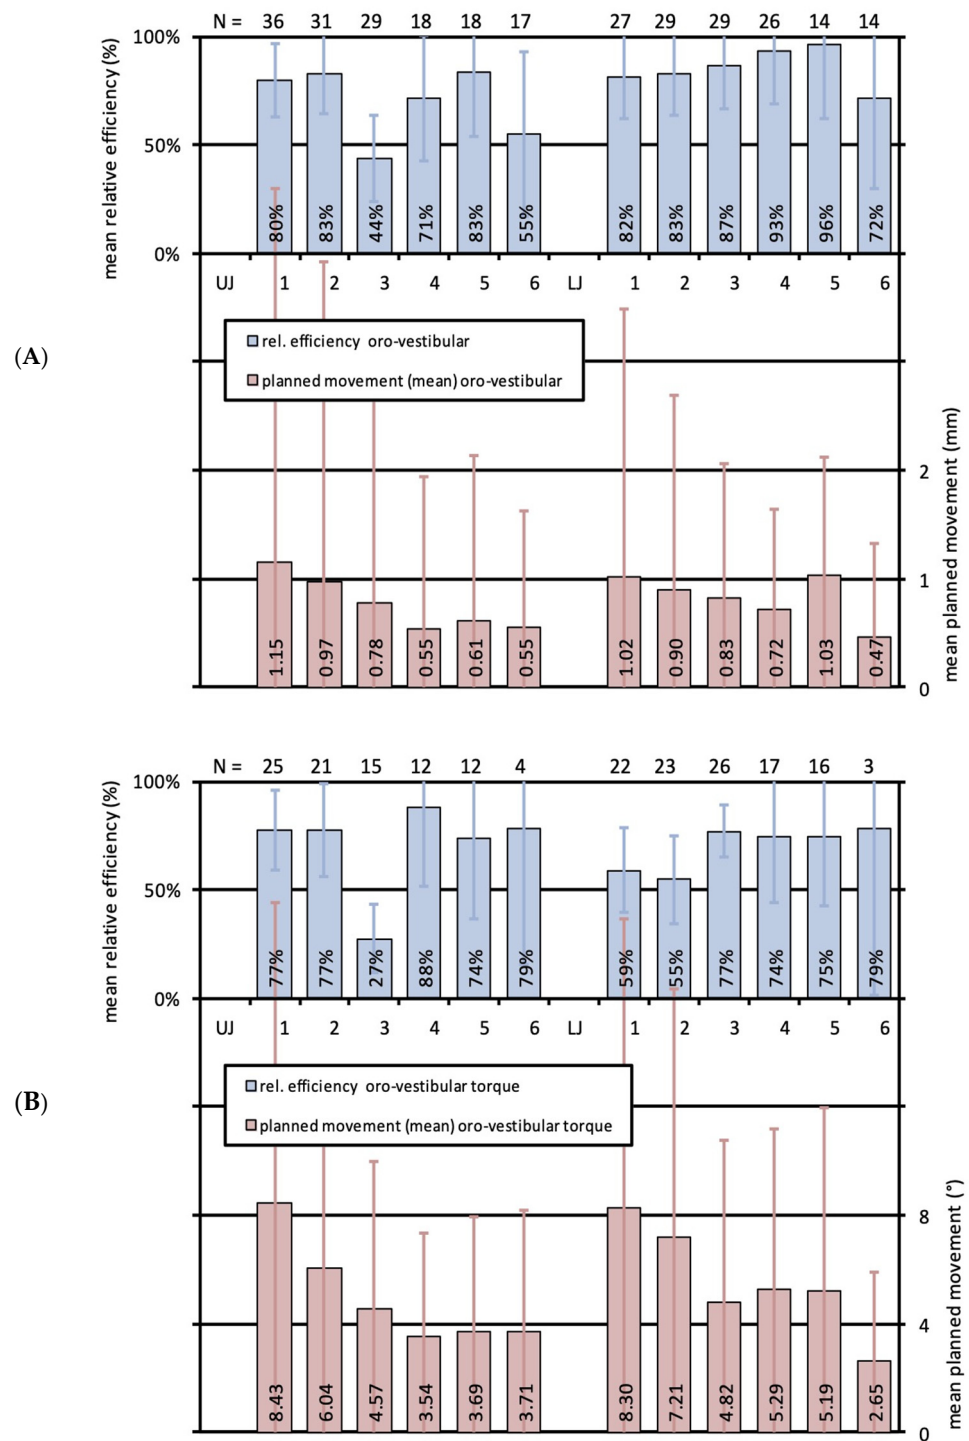 N = 36 31 29 18 18 17 27 29 29 26 14 14
100%
50%
0%
mean relative efficiency (%)
80% 83% 44% 71% 83% 55% 82% 83% 87% 93% 96% 72%
UJ 1 2 3 4 5 6 LJ 1 2 3 4 5 6
(A)
rel. efficiency oro-vestibular
planned movement (mean) oro-vestibular
2
1
0
mean planned movement (mm)
1.15 0.97 0.78 0.55 0.61 0.55 1.02 0.90 0.83 0.72 1.03 0.47
N = 25 21 15 12 12 4 22 23 26 17 16 3
100%
50%
0%
mean relative efficiency (%)
77% 77% 27% 88% 74% 79% 59% 55% 77% 74% 75% 79%
UJ 1 2 3 4 5 6 LJ 1 2 3 4 5 6
(B)
rel. efficiency oro-vestibular torque
planned movement (mean) oro-vestibular torque
8
4
0
mean planned movement (°)
8.43 6.04 4.57 3.54 3.69 3.71 8.30 7.21 4.82 5.29 5.19 2.65